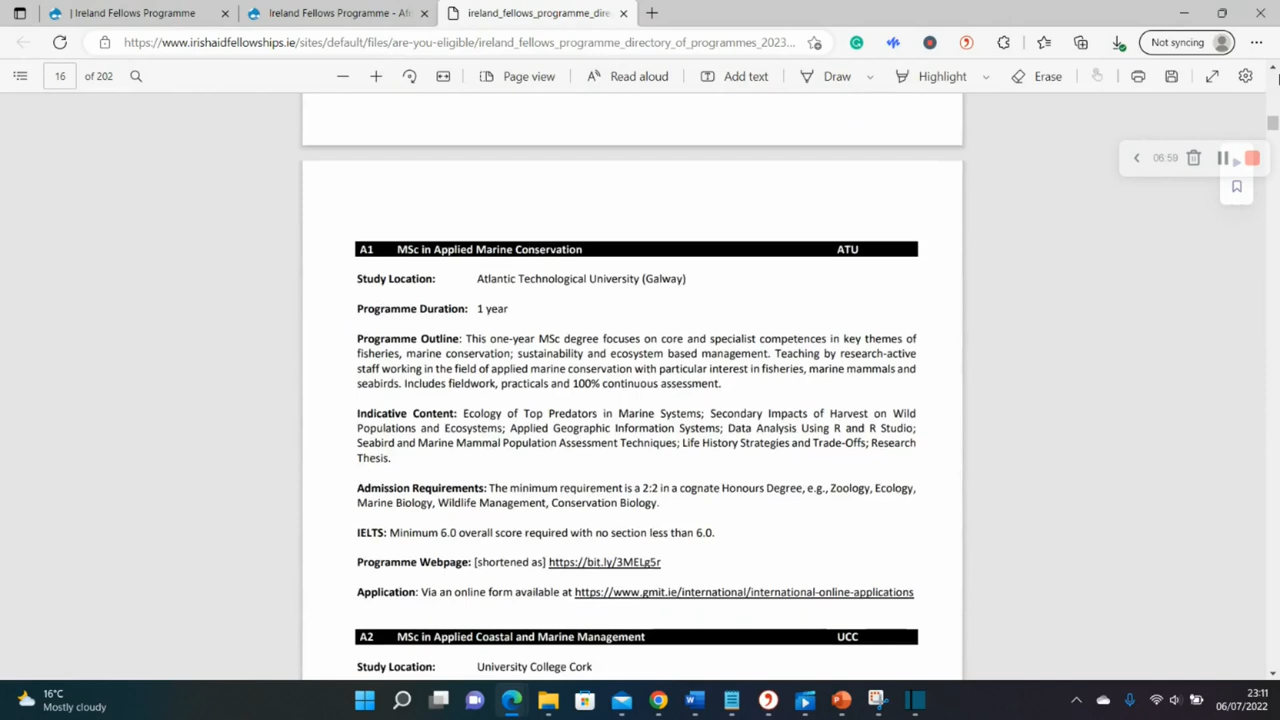 | Ireland Fellows Programme
Ireland Fellows Programme - Afr
ireland_fellows_programme_dire
https://www.irishaidfellowships.ie/sites/default/files/are-you-eligible/ireland_fellows_programme_directory_of_programmes_2023...
Not syncing
16 of 202
Page view
Read aloud
Add text
Draw
Highlight
Erase
06:59
A1 MSc in Applied Marine Conservation ATU
Study Location: Atlantic Technological University (Galway)
Programme Duration: 1 year
Programme Outline: This one-year MSc degree focuses on core and specialist competences in key themes of
fisheries, marine conservation; sustainability and ecosystem based management. Teaching by research-active
staff working in the field of applied marine conservation with particular interest in fisheries, marine mammals and
seabirds. Includes fieldwork, practicals and 100% continuous assessment.
Indicative Content: Ecology of Top Predators in Marine Systems; Secondary Impacts of Harvest on Wild
Populations and Ecosystems; Applied Geographic Information Systems; Data Analysis Using R and R Studio;
Seabird and Marine Mammal Population Assessment Techniques; Life History Strategies and Trade-Offs; Research
Thesis.
Admission Requirements: The minimum requirement is a 2:2 in a cognate Honours Degree, e.g., Zoology, Ecology,
Marine Biology, Wildlife Management, Conservation Biology.
IELTS: Minimum 6.0 overall score required with no section less than 6.0.
Programme Webpage: [shortened as] https://bit.ly/3MELg5r
Application: Via an online form available at https://www.gmit.ie/international/international-online-applications
A2 MSc in Applied Coastal and Marine Management UCC
Study Location: University College Cork
16°C
Mostly cloudy
23:11
06/07/2022